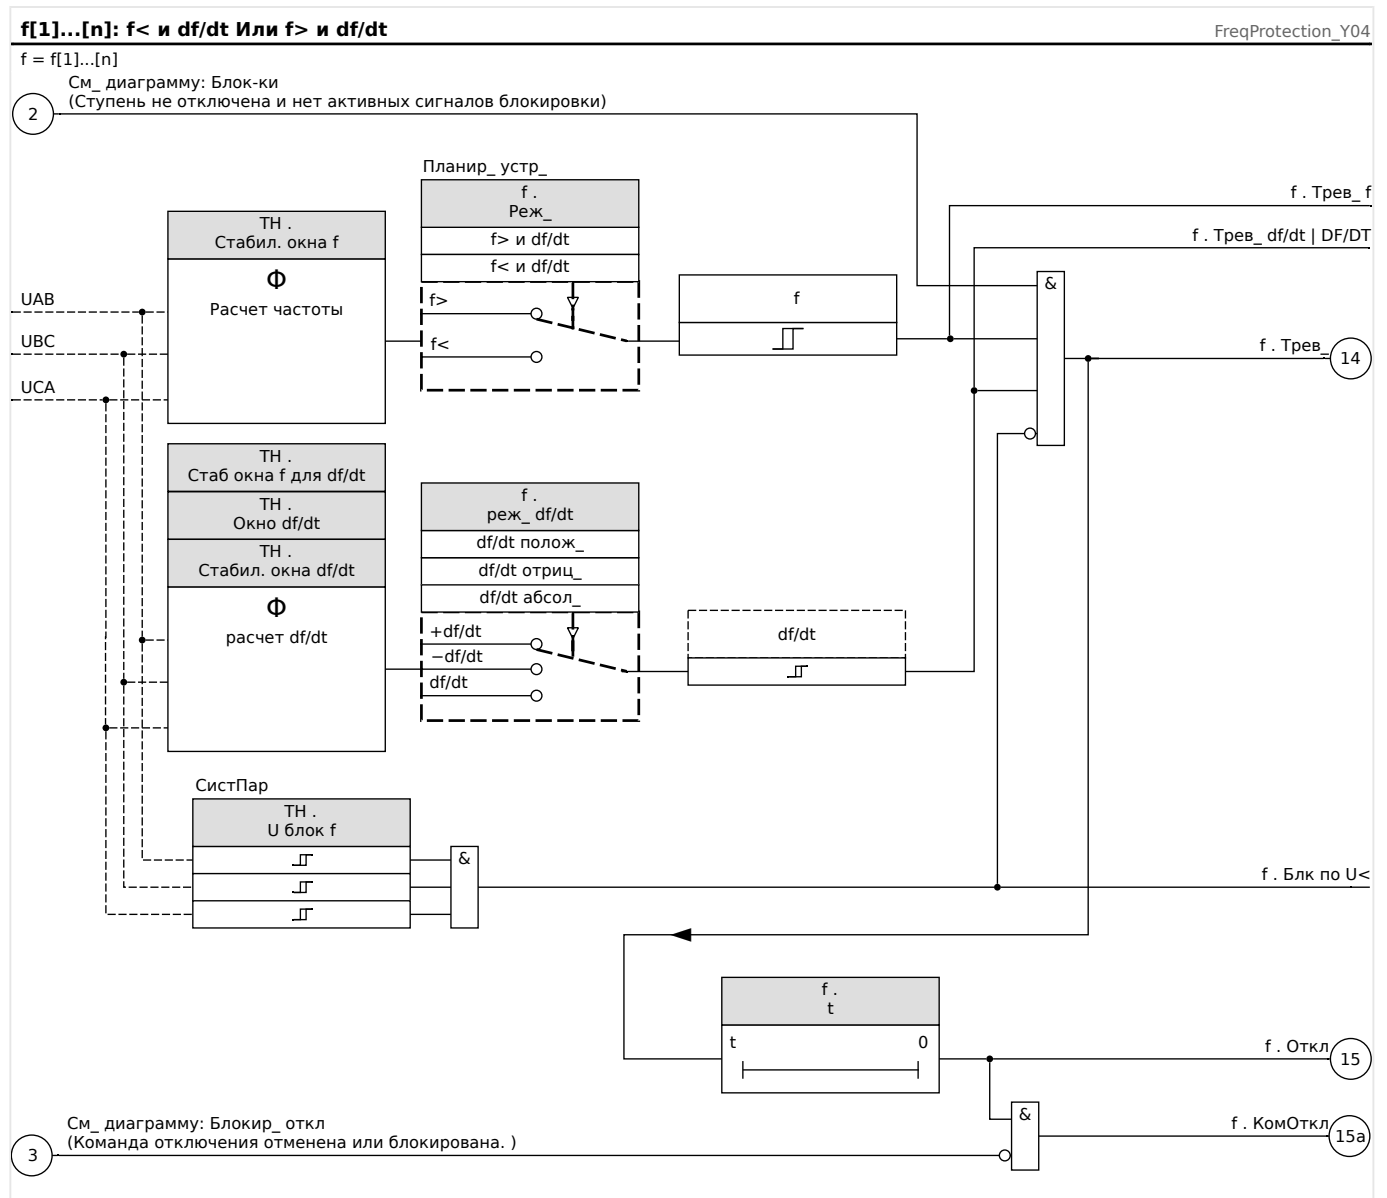 f[1]...[n]: f< и df/dt Или f> и df/dt
FreqProtection_Y04
f = f[1]...[n]
См_ диаграмму: Блок-ки
(Ступень не отключена и нет активных сигналов блокировки)
2
Планир_ устр_
f .
Реж_
f> и df/dt
f< и df/dt
f>
f<
ТН .
Стабил. окна f
Ф
Расчет частоты
UAB
UBC
UCA
f
f . Трев_ f
f . Трев_ df/dt | DF/DT
&
f . Трев_
14
ТН .
Стаб окна f для df/dt
ТН .
Окно df/dt
ТН .
Стабил. окна df/dt
Ф
расчет df/dt
f .
реж_ df/dt
df/dt полож_
df/dt отриц_
df/dt абсол_
+df/dt
−df/dt
df/dt
df/dt
СистПар
ТН .
U блок f
&
f . Блк по U<
f .
t
t
0
f . Откл
15
&
f . КомОткл
15a
См_ диаграмму: Блокир_ откл
(Команда отключения отменена или блокирована. )
3